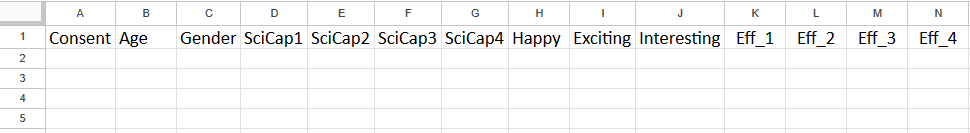 A B C D E F G H I J K L M N
1 Consent Age Gender SciCap1 SciCap2 SciCap3 SciCap4 Happy Exciting Interesting Eff_1 Eff_2 Eff_3 Eff_4
2
3
4
5